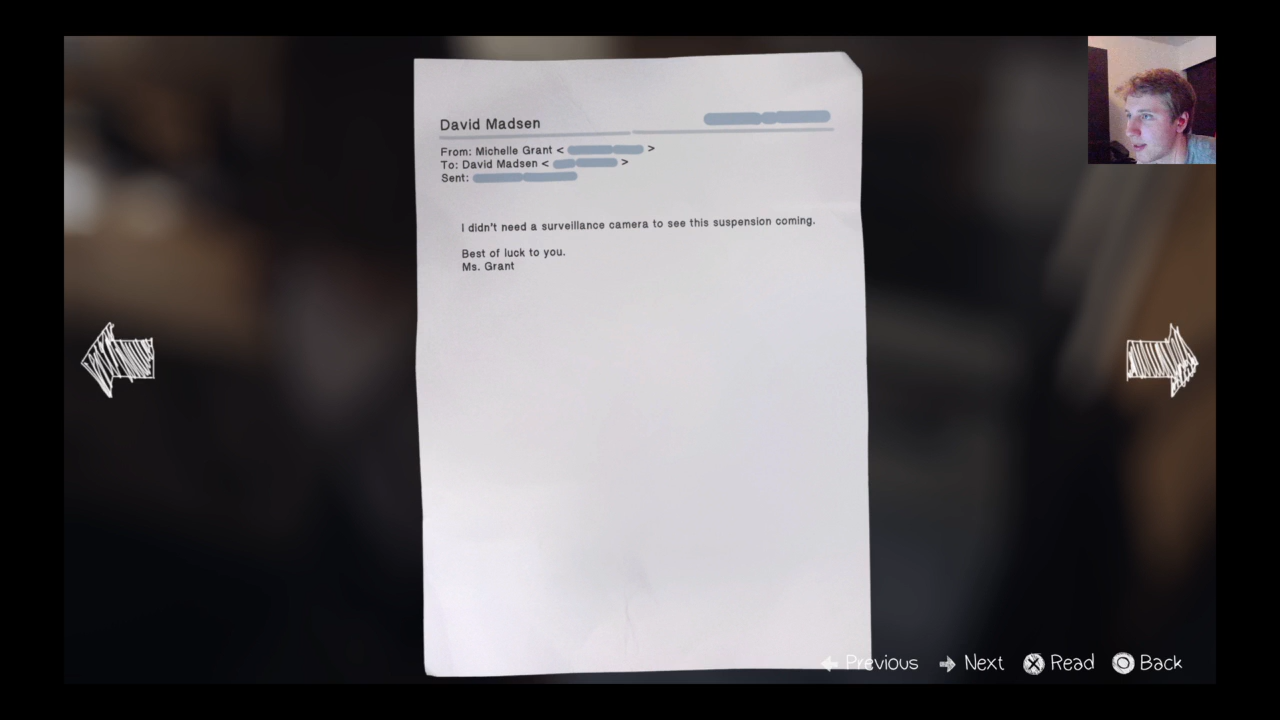 David Madsen
From: Michelle Grant < >
To: David Madsen < >
Sent:
I didn't need a surveillance camera to see this suspension coming.
Best of luck to you.
Ms. Grant
Previous Next Read Back